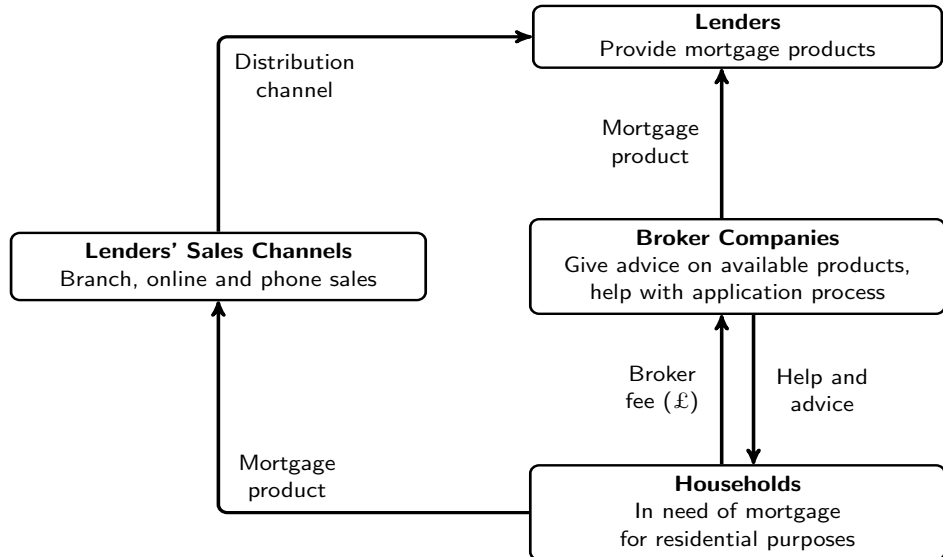 Lenders
Provide mortgage products
Distribution
channel
Mortgage
product
Lenders’ Sales Channels
Branch, online and phone sales
Broker Companies
Give advice on available products,
help with application process
Broker
fee (£)
Help and
advice
Mortgage
product
Households
In need of mortgage
for residential purposes